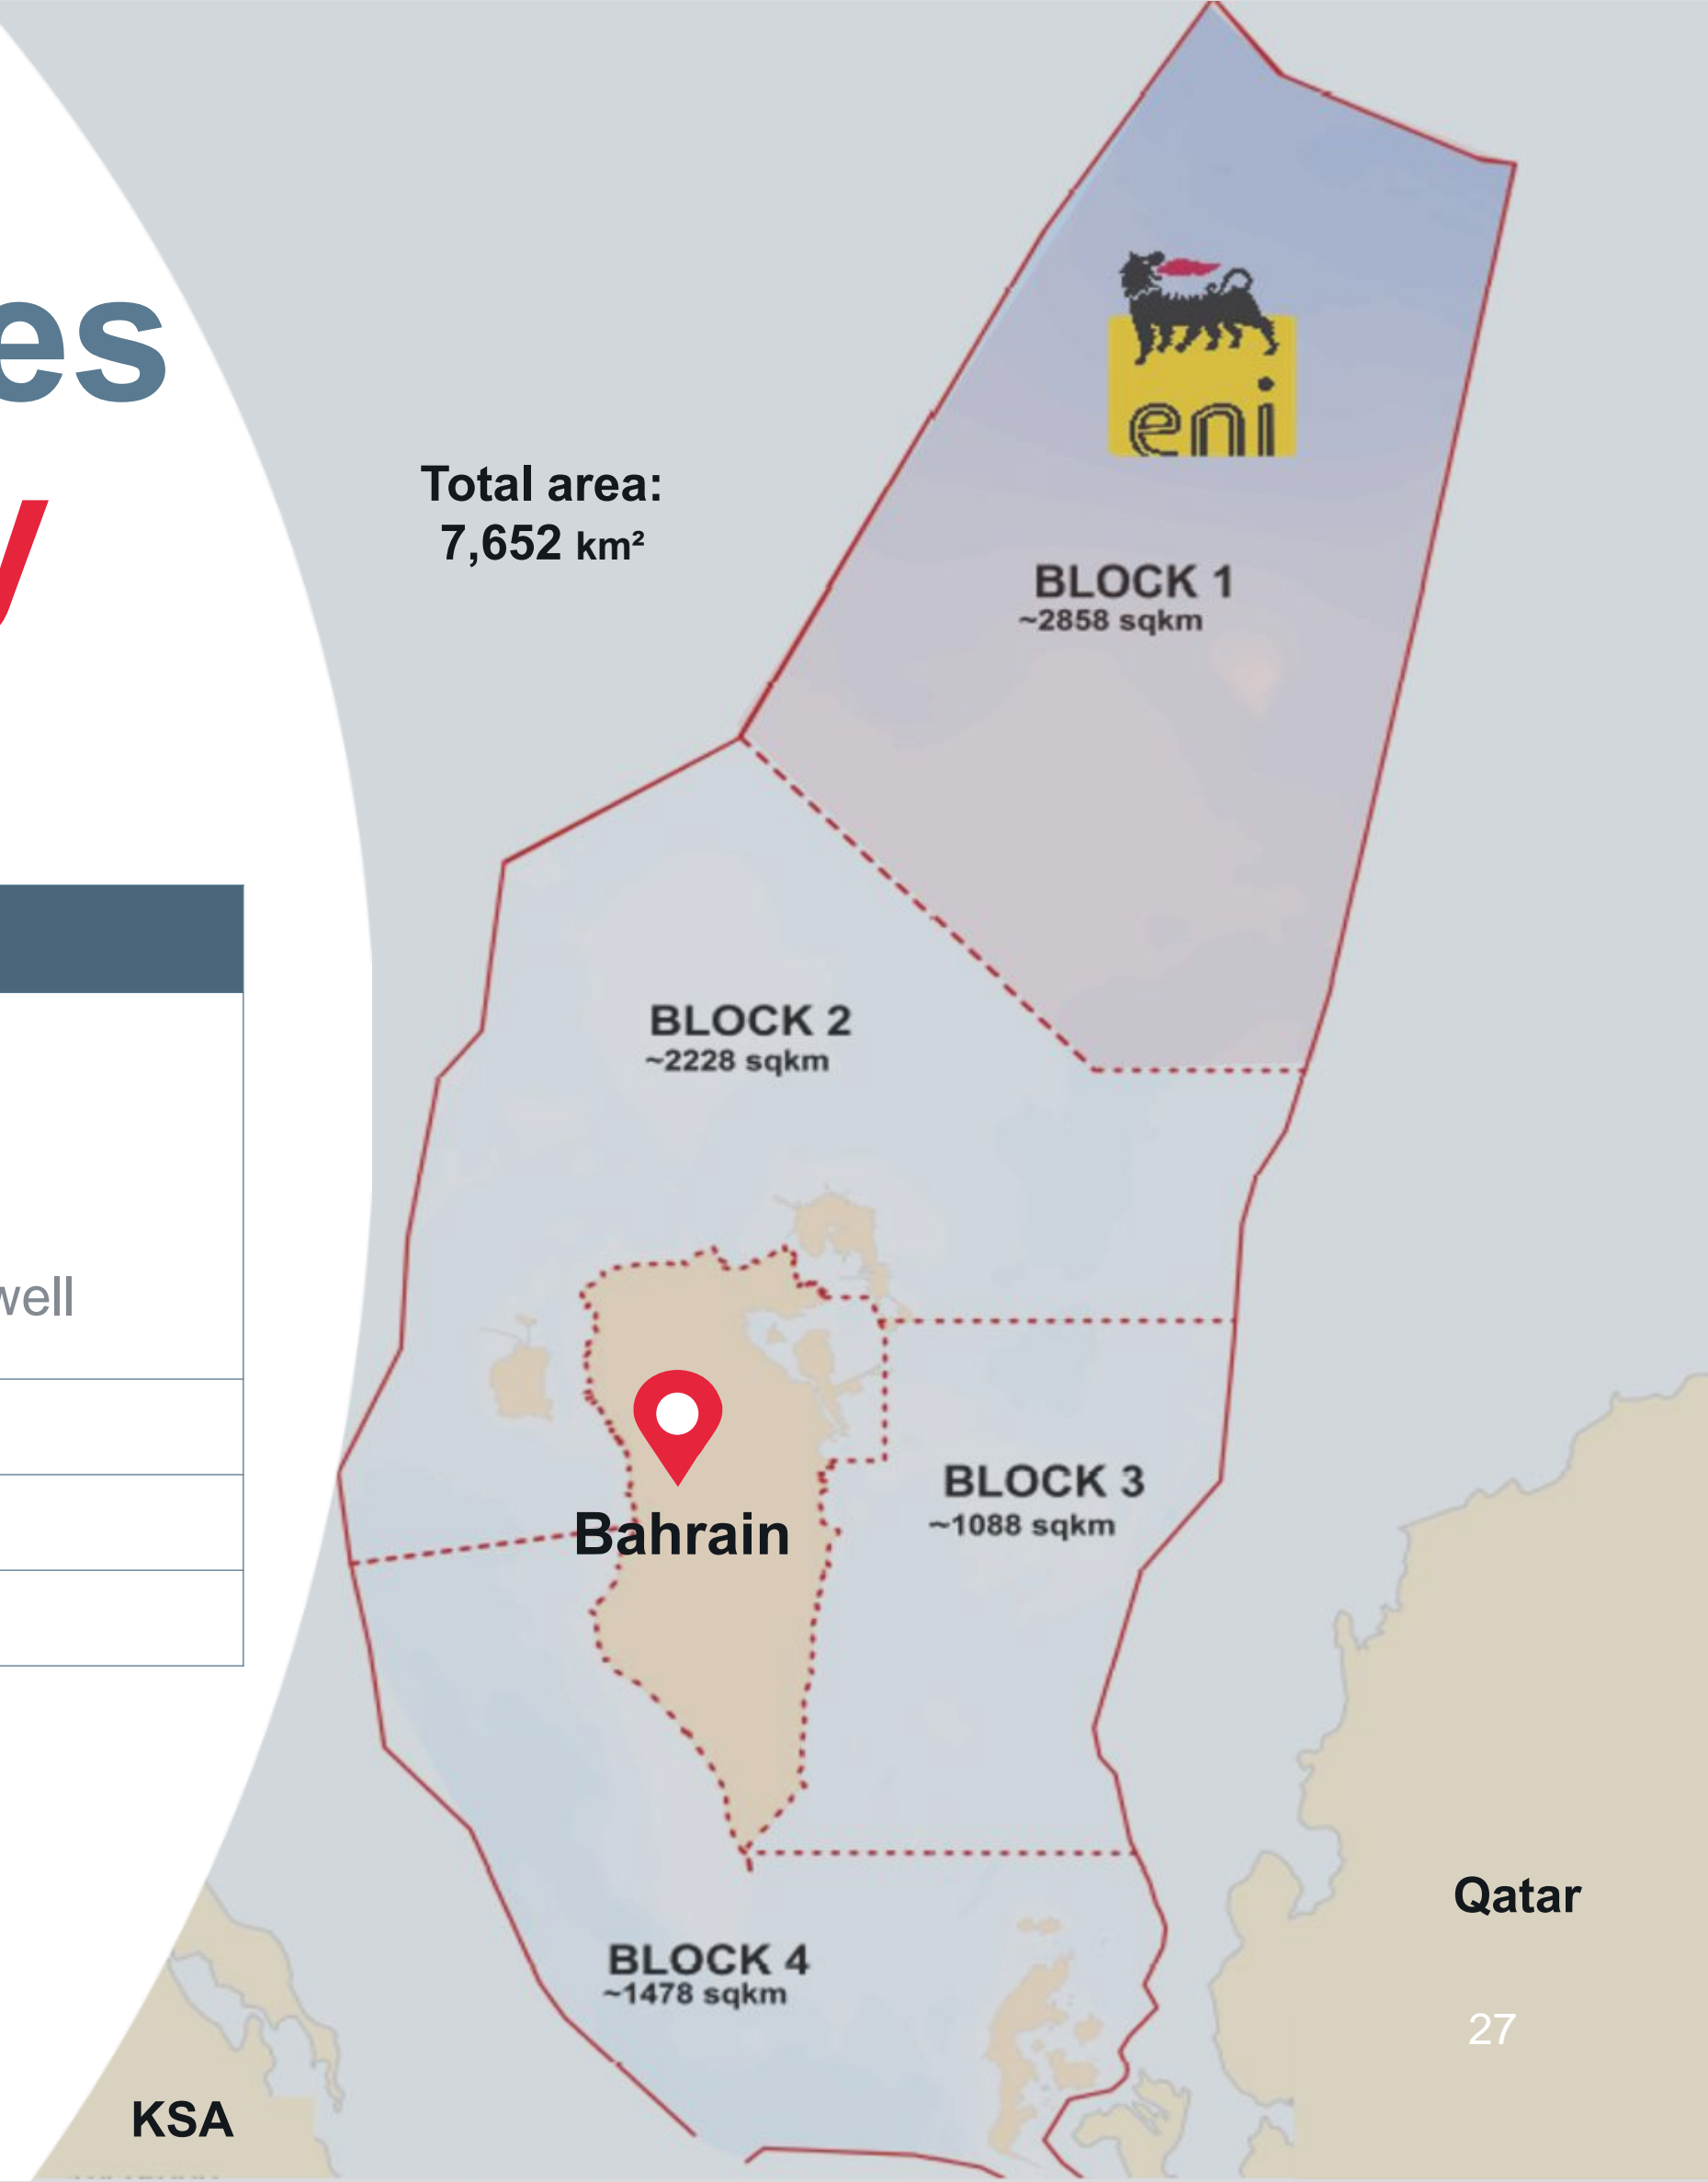 es
y
well
Total area:
7,652 km²
eni
BLOCK 1
~2858 sqkm
BLOCK 2
~2228 sqkm
Bahrain
BLOCK 3
~1088 sqkm
BLOCK 4
~1478 sqkm
Qatar
27
KSA